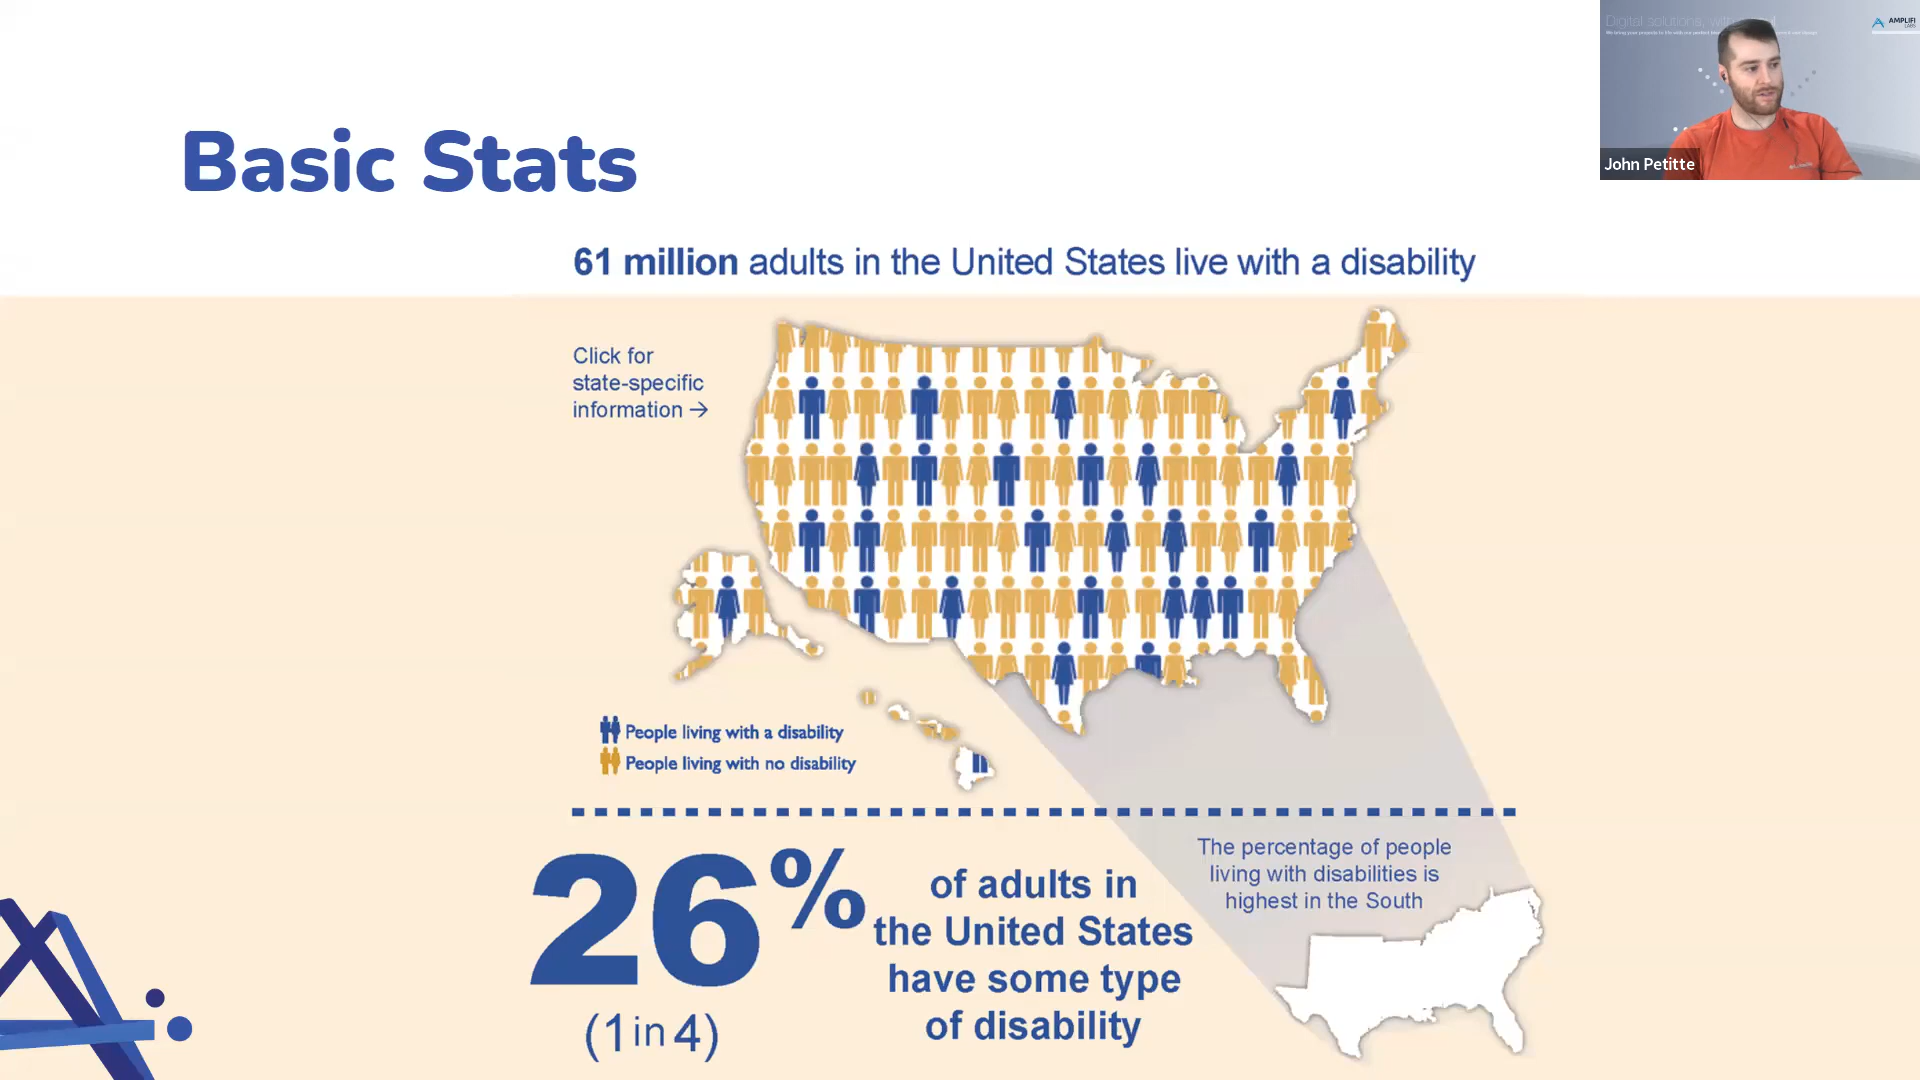 Basic Stats
61 million adults in the United States live with a disability
Click for
state-specific
information →
People living with a disability
People living with no disability
26%
(1 in 4)
of adults in
the United States
have some type
of disability
The percentage of people
living with disabilities is
highest in the South
AMPLIFI
LABS
John Petitte